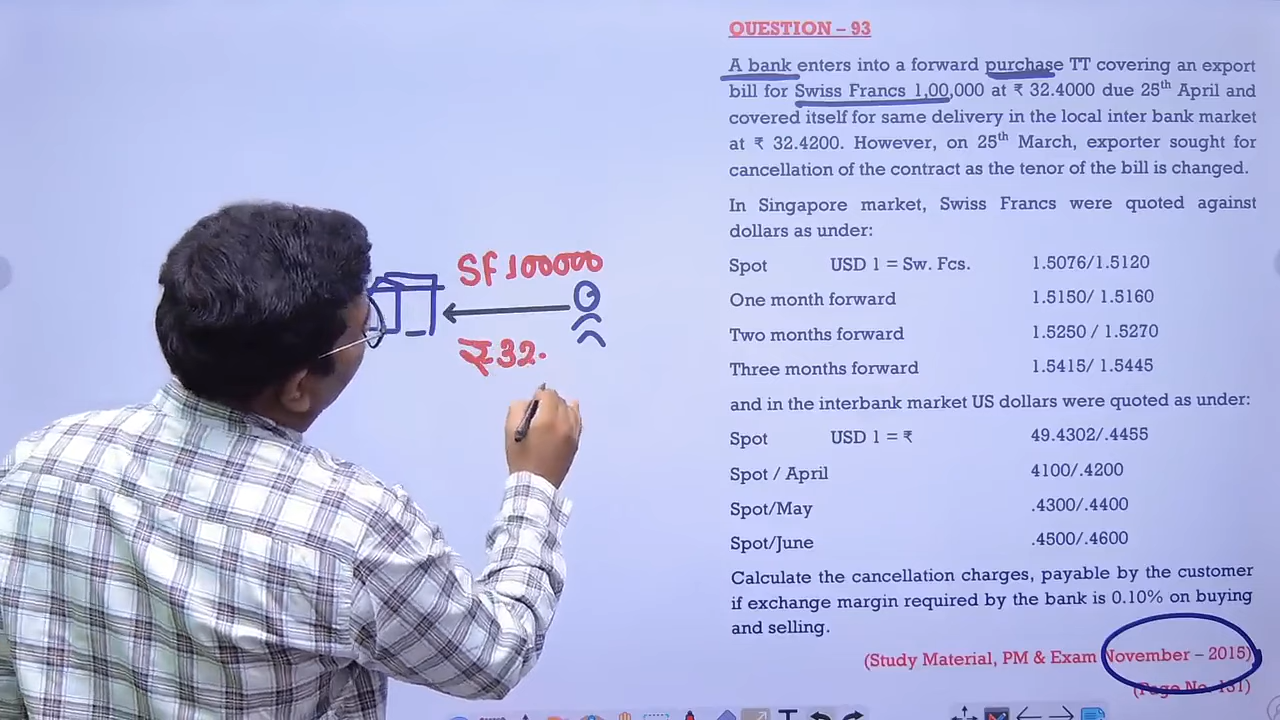 QUESTION – 93
A bank enters into a forward purchase TT covering an export
bill for Swiss Francs 1,00,000 at ₹ 32.4000 due 25th April and
covered itself for same delivery in the local inter bank market
at ₹ 32.4200. However, on 25th March, exporter sought for
cancellation of the contract as the tenor of the bill is changed.
In Singapore market, Swiss Francs were quoted against
dollars as under:
Spot USD 1 = Sw. Fcs. 1.5076/1.5120
One month forward 1.5150/ 1.5160
Two months forward 1.5250 / 1.5270
Three months forward 1.5415/ 1.5445
and in the interbank market US dollars were quoted as under:
Spot USD 1 = ₹ 49.4302/.4455
Spot / April 4100/.4200
Spot/May .4300/.4400
Spot/June .4500/.4600
Calculate the cancellation charges, payable by the customer
if exchange margin required by the bank is 0.10% on buying
and selling.
(Study Material, PM & Exam November – 2015)
(Page No. 131)
SF 100000
₹32.